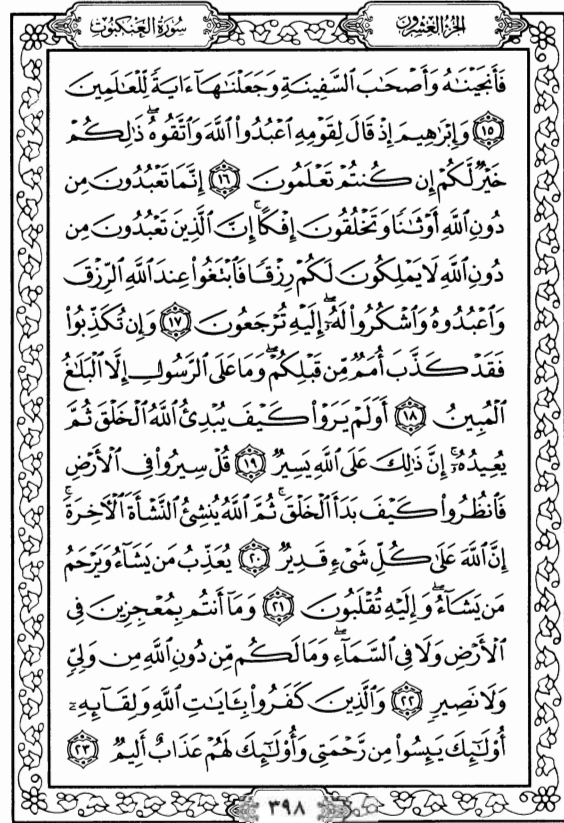 سُورَةُ العَنكَبُوتِ الجُزْءُ العِشْرُونَ
فَأَنجَيْنَٰهُ وَأَصْحَٰبَ ٱلسَّفِينَةِ وَجَعَلْنَٰهَآ ءَايَةً لِّلْعَٰلَمِينَ
١٥ وَإِبْرَٰهِيمَ إِذْ قَالَ لِقَوْمِهِ ٱعْبُدُوا۟ ٱللَّهَ وَٱتَّقُوهُ ۖ ذَٰلِكُمْ
خَيْرٌ لَّكُمْ إِن كُنتُمْ تَعْلَمُونَ ١٦ إِنَّمَا تَعْبُدُونَ مِن
دُونِ ٱللَّهِ أَوْثَٰنًا وَتَخْلُقُونَ إِفْكًا ۚ إِنَّ ٱلَّذِينَ تَعْبُدُونَ مِن
دُونِ ٱللَّهِ لَا يَمْلِكُونَ لَكُمْ رِزْقًا فَٱبْتَغُوا۟ عِندَ ٱللَّهِ ٱلرِّزْقَ
وَٱعْبُدُوهُ وَٱشْكُرُوا۟ لَهُۥٓ ۖ إِلَيْهِ تُرْجَعُونَ ١٧ وَإِن تُكَذِّبُوا۟
فَقَدْ كَذَّبَ أُمَمٌ مِّن قَبْلِكُمْ ۖ وَمَا عَلَى ٱلرَّسُولِ إِلَّا ٱلْبَلَٰغُ
ٱلْمُبِينُ ١٨ أَوَلَمْ يَرَوْا۟ كَيْفَ يُبْدِئُ ٱللَّهُ ٱلْخَلْقَ ثُمَّ
يُعِيدُهُۥٓ ۚ إِنَّ ذَٰلِكَ عَلَى ٱللَّهِ يَسِيرٌ ١٩ قُلْ سِيرُوا۟ فِى ٱلْأَرْضِ
فَٱنظُرُوا۟ كَيْفَ بَدَأَ ٱلْخَلْقَ ۚ ثُمَّ ٱللَّهُ يُنشِئُ ٱلنَّشْأَةَ ٱلْءَاخِرَةَ ۚ
إِنَّ ٱللَّهَ عَلَىٰ كُلِّ شَىْءٍ قَدِيرٌ ٢٠ يُعَذِّبُ مَن يَشَآءُ وَيَرْحَمُ
مَن يَشَآءُ ۖ وَإِلَيْهِ تُقْلَبُونَ ٢١ وَمَآ أَنتُم بِمُعْجِزِينَ فِى
ٱلْأَرْضِ وَلَا فِى ٱلسَّمَآءِ ۖ وَمَا لَكُم مِّن دُونِ ٱللَّهِ مِن وَلِىٍّ
وَلَا نَصِيرٍ ٢٢ وَٱلَّذِينَ كَفَرُوا۟ بِـَٔايَٰتِ ٱللَّهِ وَلِقَآئِهِۦٓ
أُو۟لَٰٓئِكَ يَئِسُوا۟ مِن رَّحْمَتِى وَأُو۟لَٰٓئِكَ لَهُمْ عَذَابٌ أَلِيمٌ ٢٣
٣٩٨